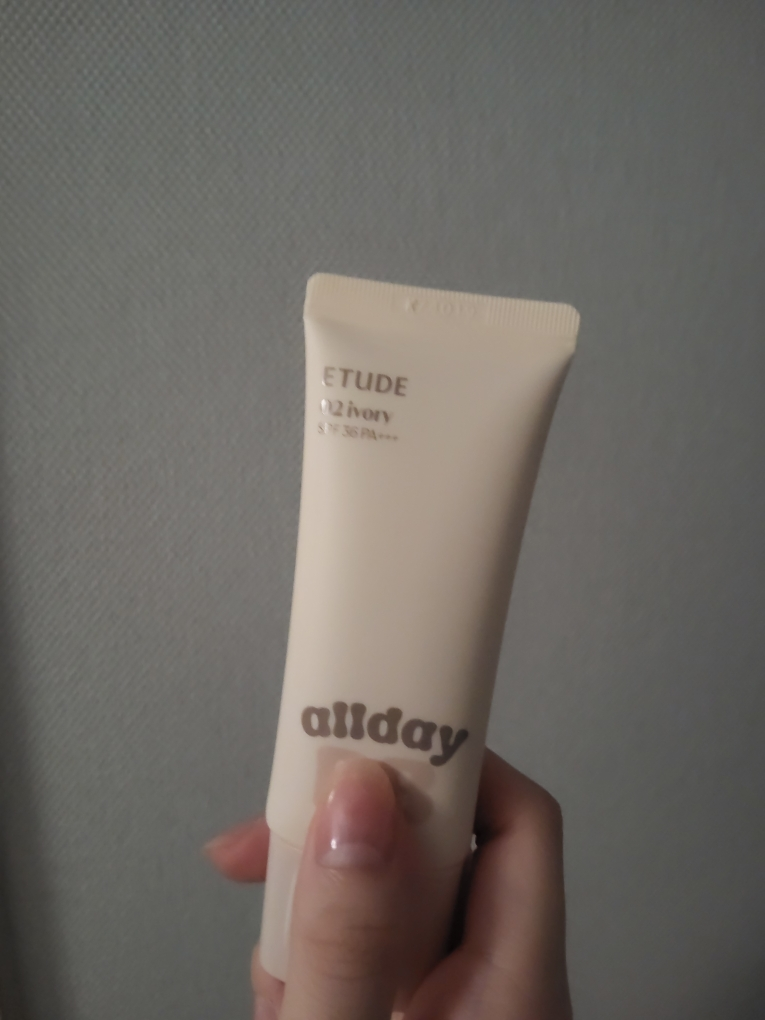 ETUDE
02 ivory
SPF 36 PA+++
allday